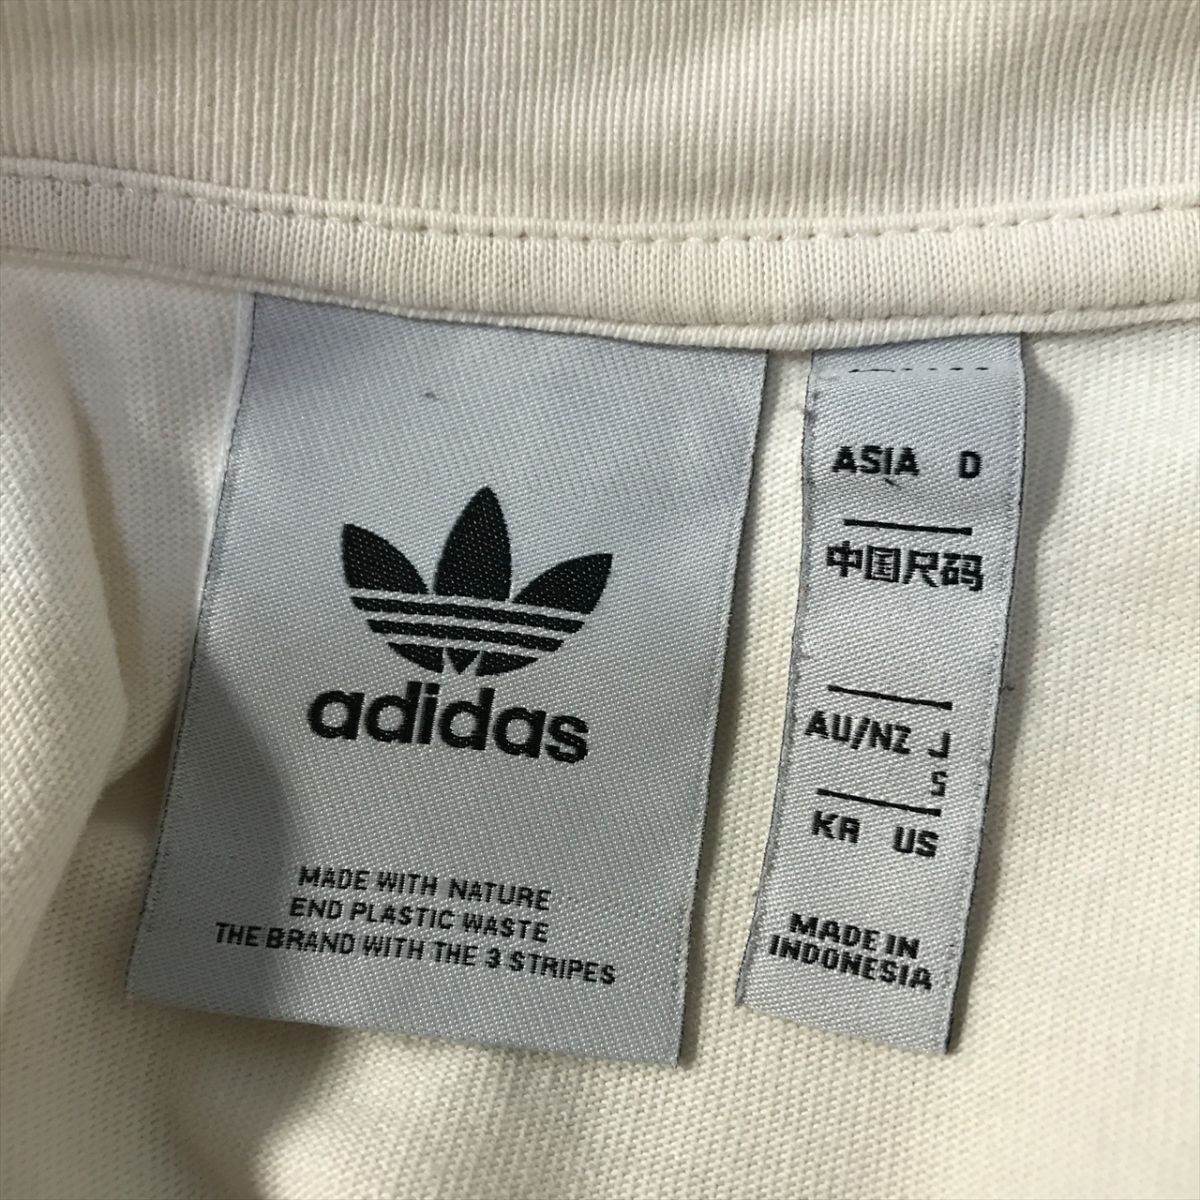 adidas
MADE WITH NATURE
END PLASTIC WASTE
THE BRAND WITH THE 3 STRIPES
ASIA D
中国尺码
AU/NZ J
S
KR US
MADE IN
INDONESIA